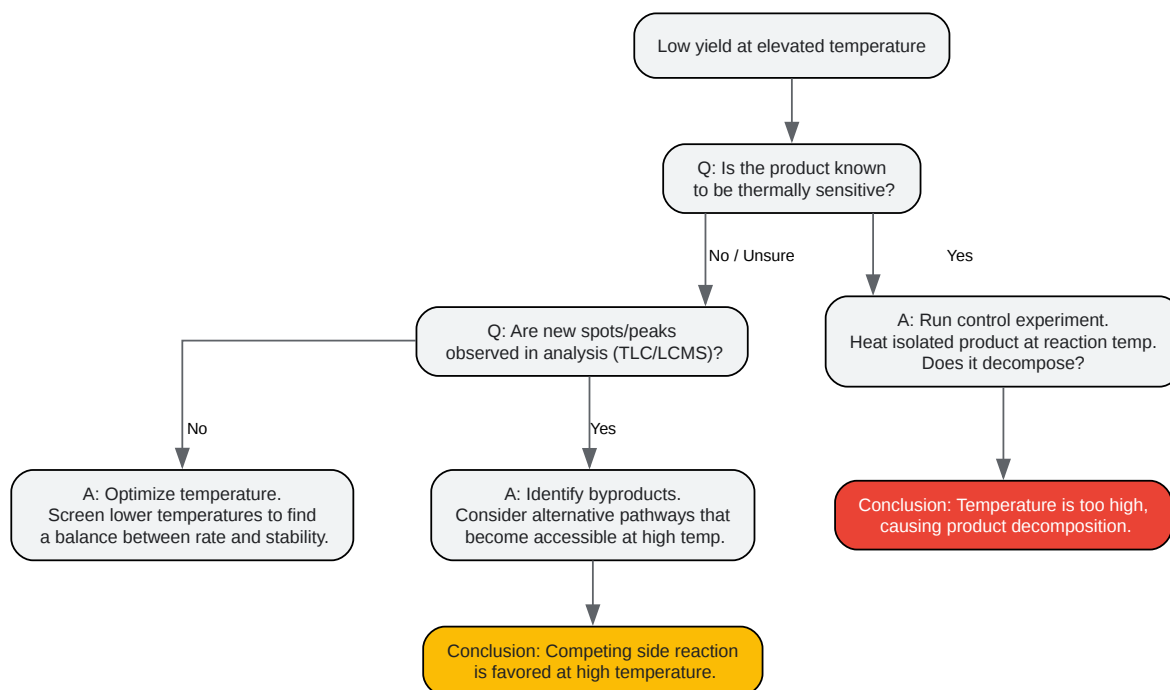 Low yield at elevated temperature
Q: Is the product known
to be thermally sensitive?
No / Unsure
Yes
Q: Are new spots/peaks
observed in analysis (TLC/LCMS)?
A: Run control experiment.
Heat isolated product at reaction temp.
Does it decompose?
No
Yes
A: Optimize temperature.
Screen lower temperatures to find
a balance between rate and stability.
A: Identify byproducts.
Consider alternative pathways that
become accessible at high temp.
Conclusion: Temperature is too high,
causing product decomposition.
Conclusion: Competing side reaction
is favored at high temperature.